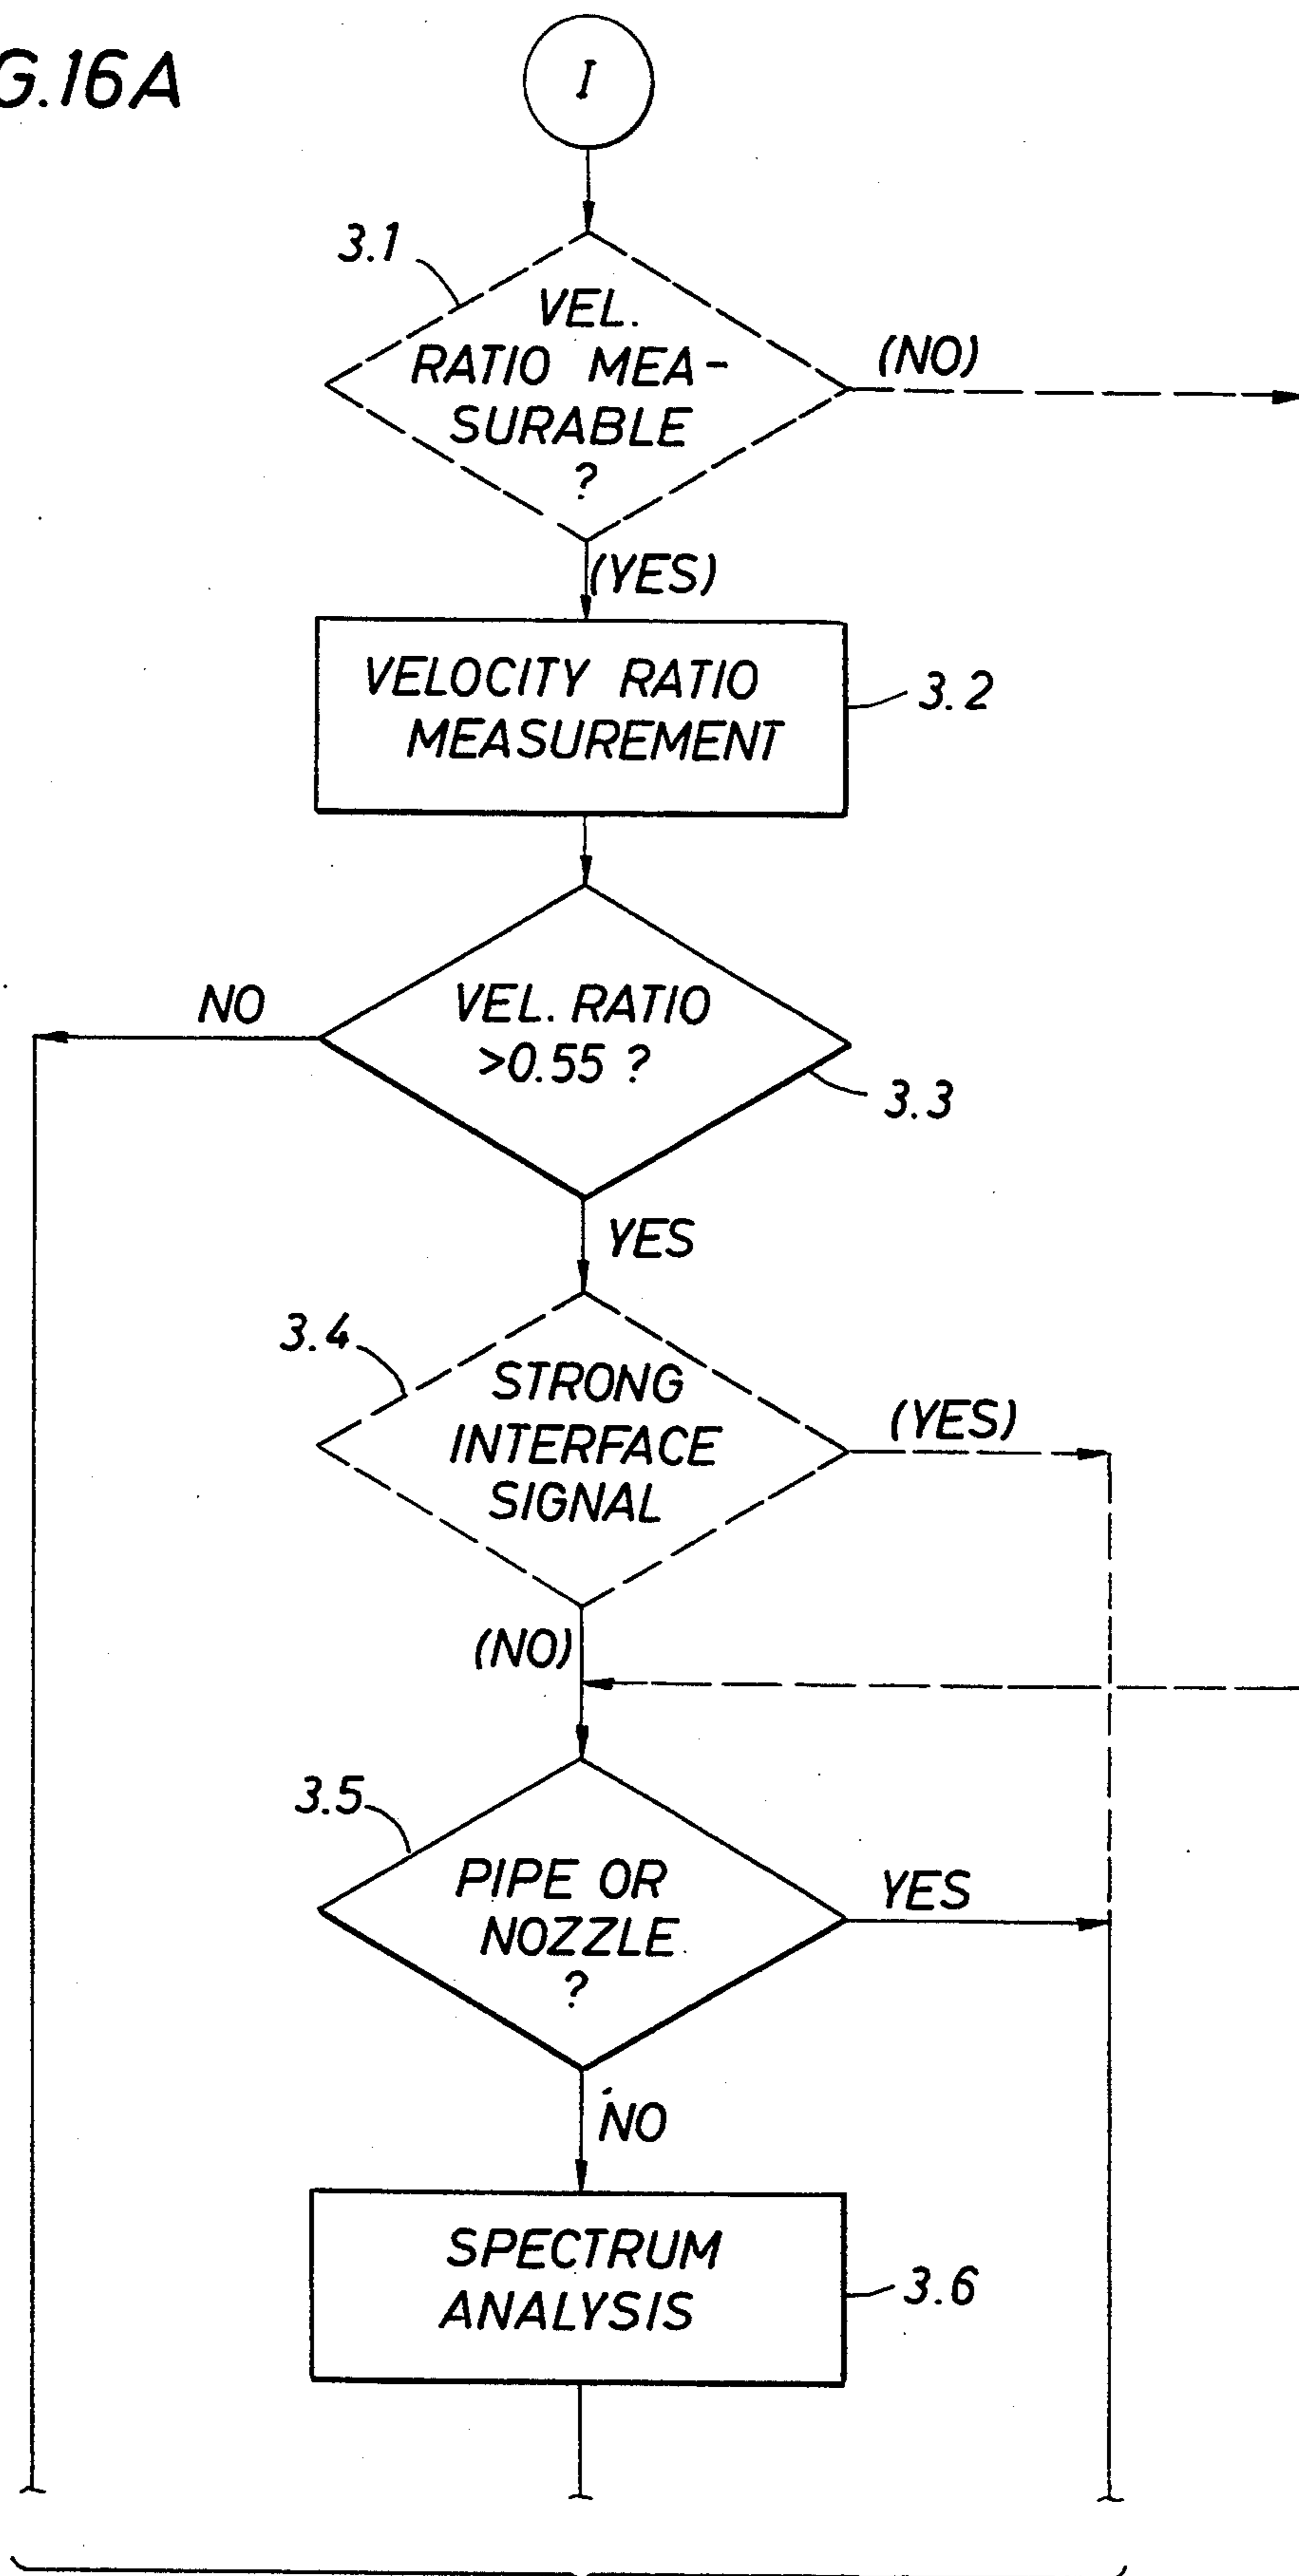 G.16A
I
3.1
VEL.
RATIO MEA-
SURABLE
?
(NO)
(YES)
VELOCITY RATIO
MEASUREMENT
3.2
NO
VEL. RATIO
>0.55 ?
3.3
YES
3.4
STRONG
INTERFACE
SIGNAL
(YES)
(NO)
3.5
PIPE OR
NOZZLE
?
YES
NO
SPECTRUM
ANALYSIS
3.6